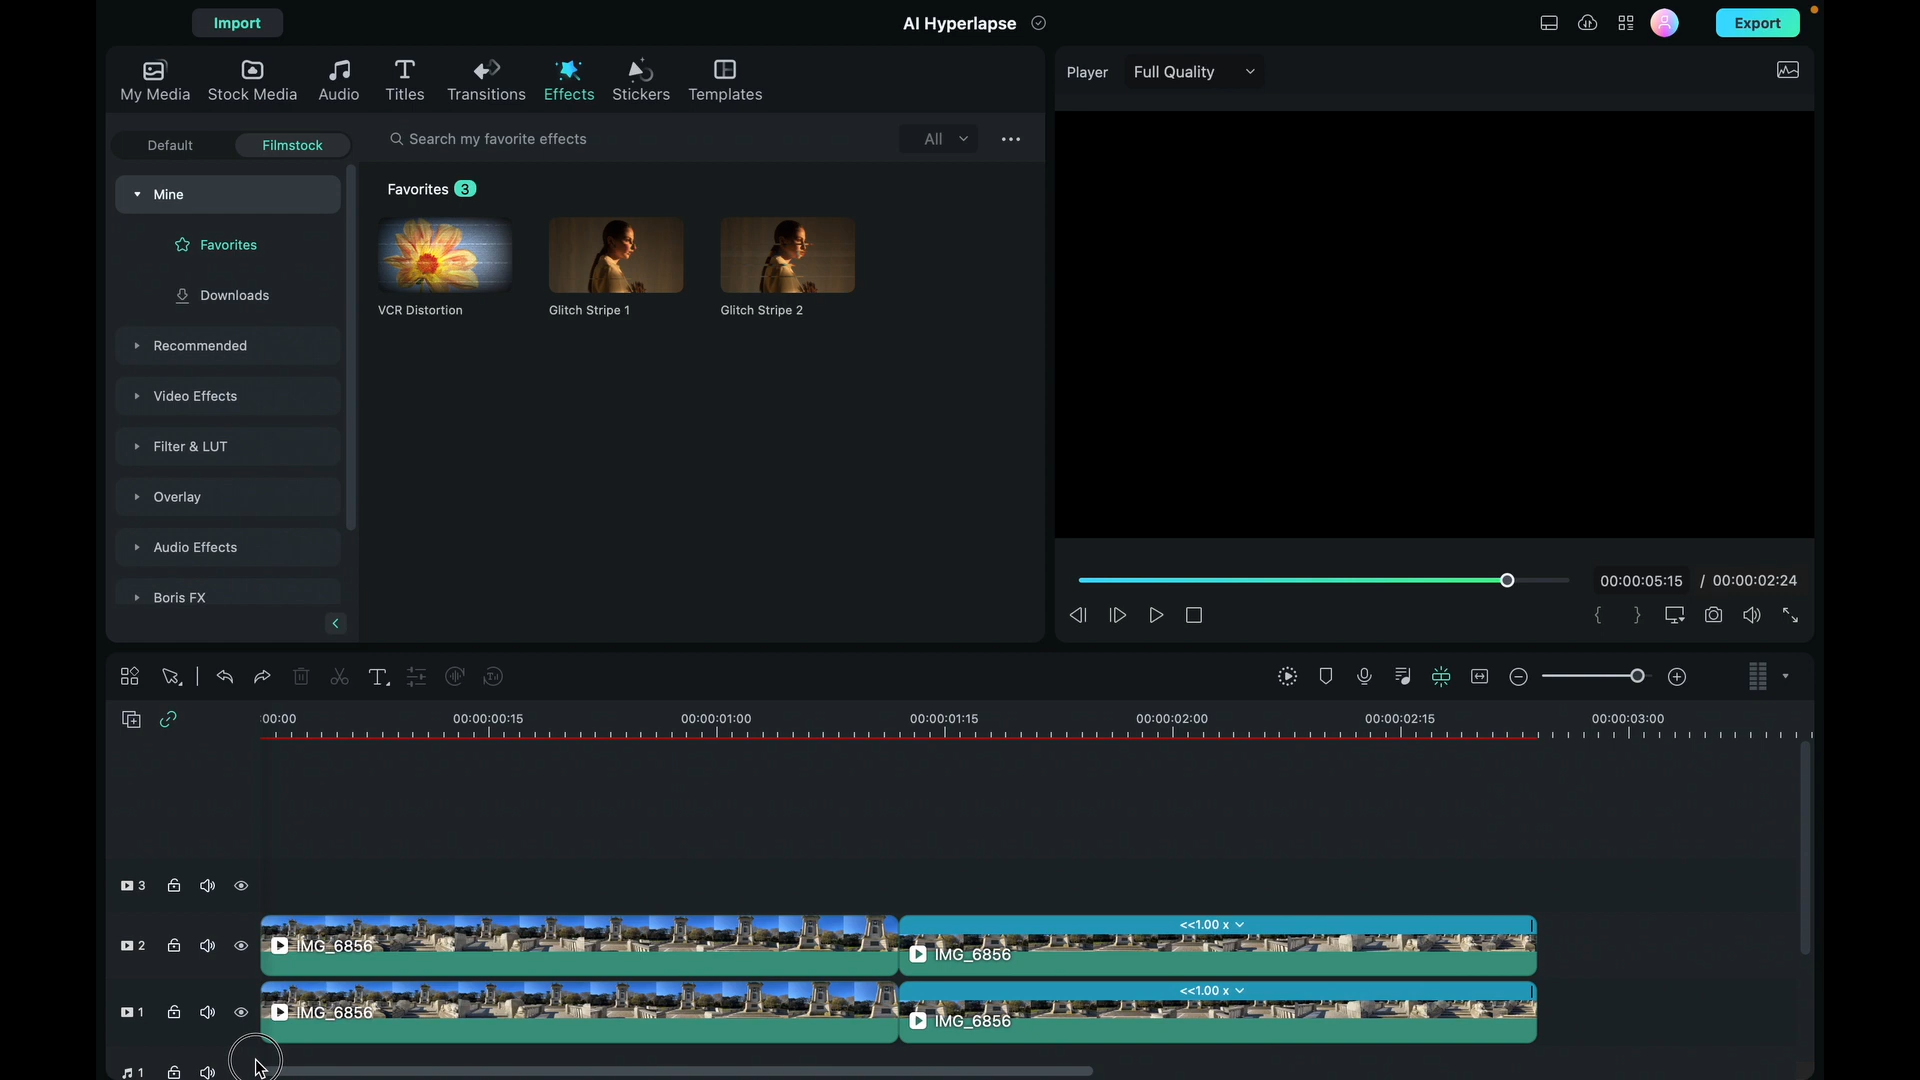 Import
AI Hyperlapse
Export
My Media
Stock Media
Audio
Titles
Transitions
Effects
Stickers
Templates
Player
Full Quality
Default
Filmstock
Search my favorite effects
All
Mine
Favorites 3
Favorites
Downloads
VCR Distortion
Glitch Stripe 1
Glitch Stripe 2
Recommended
Video Effects
Filter & LUT
Overlay
Audio Effects
Boris FX
00:00:05:15 / 00:00:02:24
:00:00
00:00:00:15
00:00:01:00
00:00:01:15
00:00:02:00
00:00:02:15
00:00:03:00
3
2
IMG_6856
<<1.00 x
IMG_6856
1
IMG_6856
<<1.00 x
IMG_6856
1